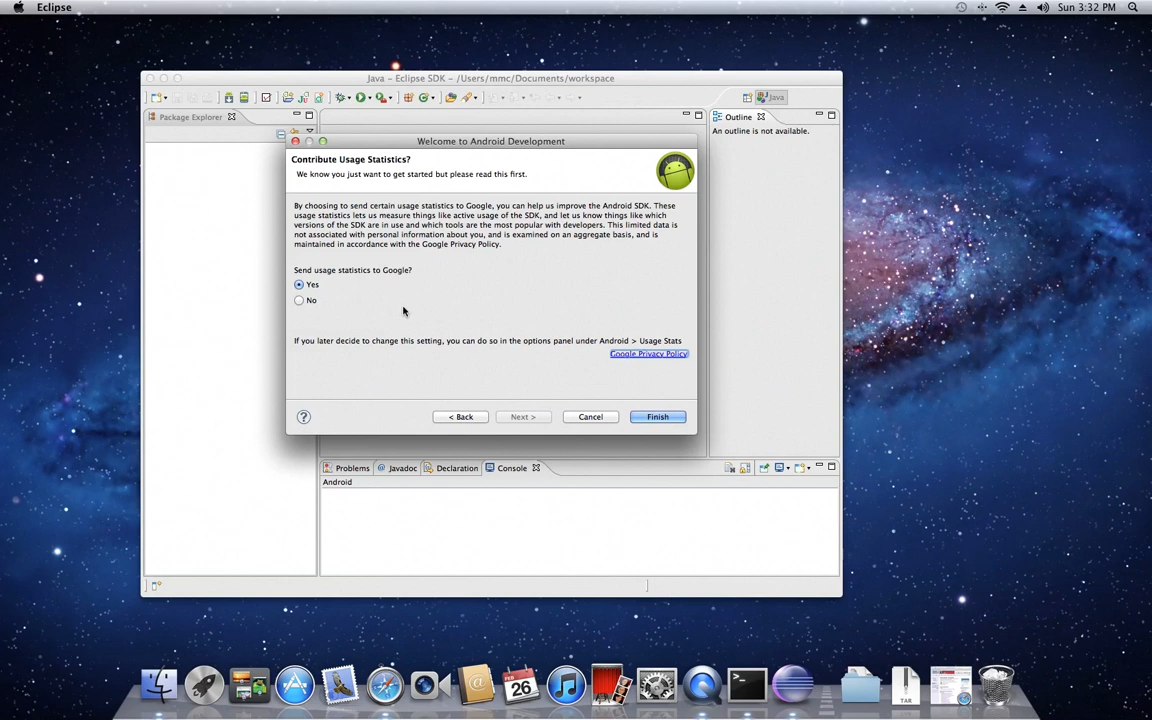 Eclipse
Sun 3:32 PM
Java – Eclipse SDK – /Users/mmc/Documents/workspace
Java
Package Explorer
Outline
An outline is not available.
Welcome to Android Development
Contribute Usage Statistics?
We know you just want to get started but please read this first.
By choosing to send certain usage statistics to Google, you can help us improve the Android SDK. These
usage statistics lets us measure things like active usage of the SDK, and let us know things like which
versions of the SDK are in use and which tools are the most popular with developers. This limited data is
not associated with personal information about you, and is examined on an aggregate basis, and is
maintained in accordance with the Google Privacy Policy.
Send usage statistics to Google?
Yes
No
If you later decide to change this setting, you can do so in the options panel under Android > Usage Stats
Google Privacy Policy
?
< Back
Next >
Cancel
Finish
Problems
@ Javadoc
Declaration
Console
Android
FEB
26
TAR